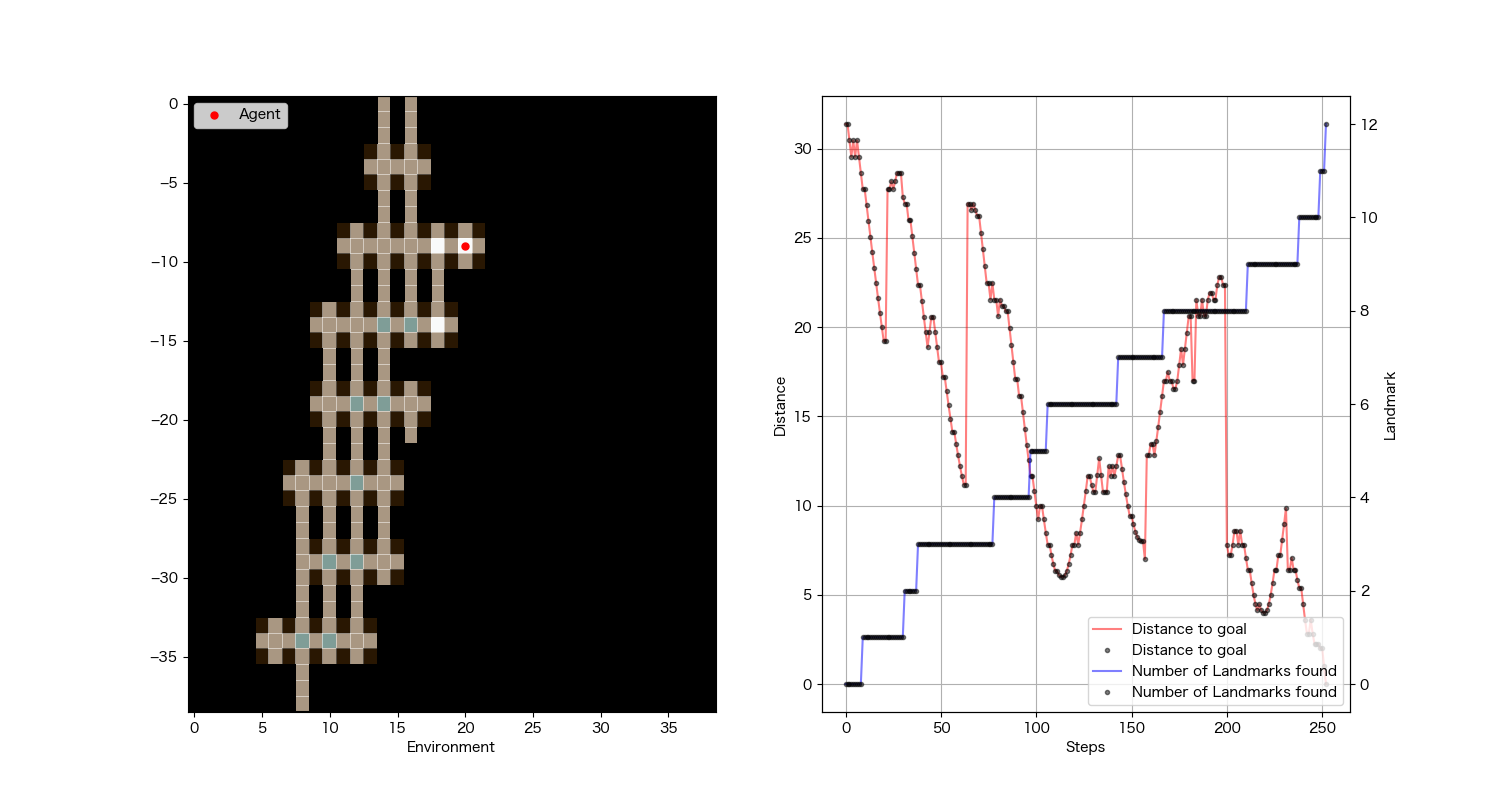 Agent
0
−5
−10
−15
−20
−25
−30
−35
0 5 10 15 20 25 30 35
Environment
30
25
20
15
10
5
0
Distance
12
10
8
6
4
2
0
Landmark
Distance to goal
Distance to goal
Number of Landmarks found
Number of Landmarks found
0 50 100 150 200 250
Steps